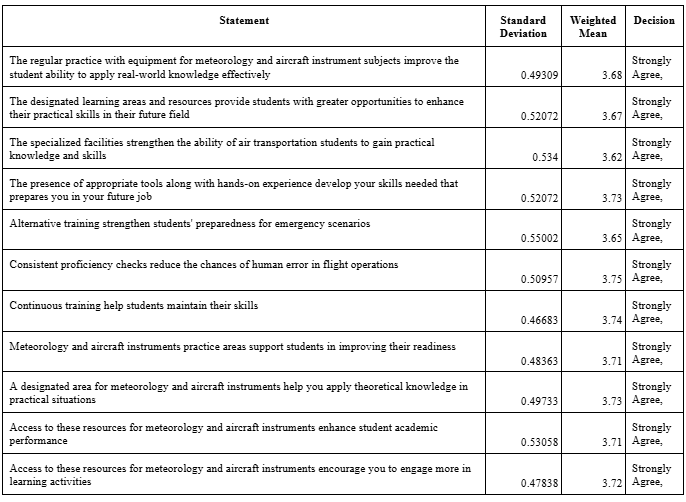 Statement
Standard Deviation
Weighted Mean
Decision
The regular practice with equipment for meteorology and aircraft instrument subjects improve the
student ability to apply real-world knowledge effectively
0.49309
3.68
Strongly Agree,
The designated learning areas and resources provide students with greater opportunities to enhance
their practical skills in their future field
0.52072
3.67
Strongly Agree,
The specialized facilities strengthen the ability of air transportation students to gain practical
knowledge and skills
0.534
3.62
Strongly Agree,
The presence of appropriate tools along with hands-on experience develop your skills needed that
prepares you in your future job
0.52072
3.73
Strongly Agree,
Alternative training strengthen students' preparedness for emergency scenarios
0.55002
3.65
Strongly Agree,
Consistent proficiency checks reduce the chances of human error in flight operations
0.50957
3.75
Strongly Agree,
Continuous training help students maintain their skills
0.46683
3.74
Strongly Agree,
Meteorology and aircraft instruments practice areas support students in improving their readiness
0.48363
3.71
Strongly Agree,
A designated area for meteorology and aircraft instruments help you apply theoretical knowledge in
practical situations
0.49733
3.73
Strongly Agree,
Access to these resources for meteorology and aircraft instruments enhance student academic
performance
0.53058
3.71
Strongly Agree,
Access to these resources for meteorology and aircraft instruments encourage you to engage more in
learning activities
0.47838
3.72
Strongly Agree,